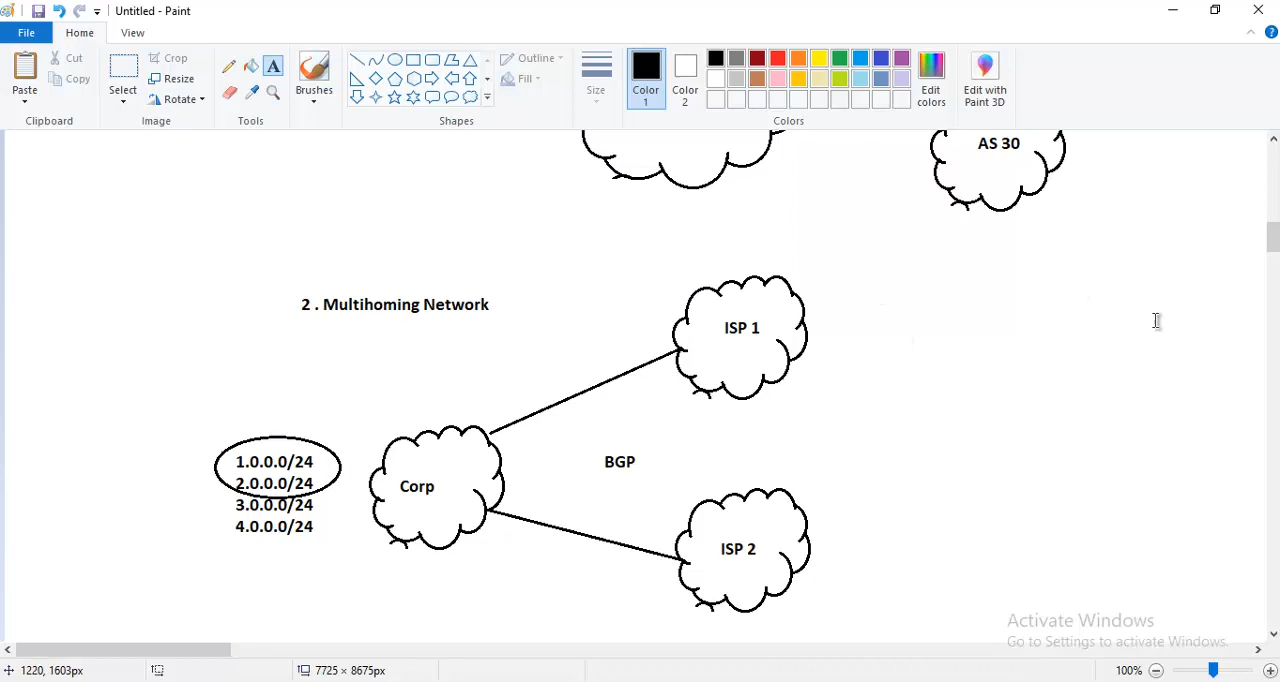 Untitled - Paint
File Home View
Paste
Cut
Copy
Clipboard
Select
Crop
Resize
Rotate
Image
A
Tools
Brushes
Outline
Fill
Shapes
Size
Color 1
Color 2
Edit colors
Colors
Edit with Paint 3D
AS 30
2 . Multihoming Network
ISP 1
1.0.0.0/24
2.0.0.0/24
3.0.0.0/24
4.0.0.0/24
Corp
BGP
ISP 2
Activate Windows
Go to Settings to activate Windows.
1220, 1603px
7725 × 8675px
100%